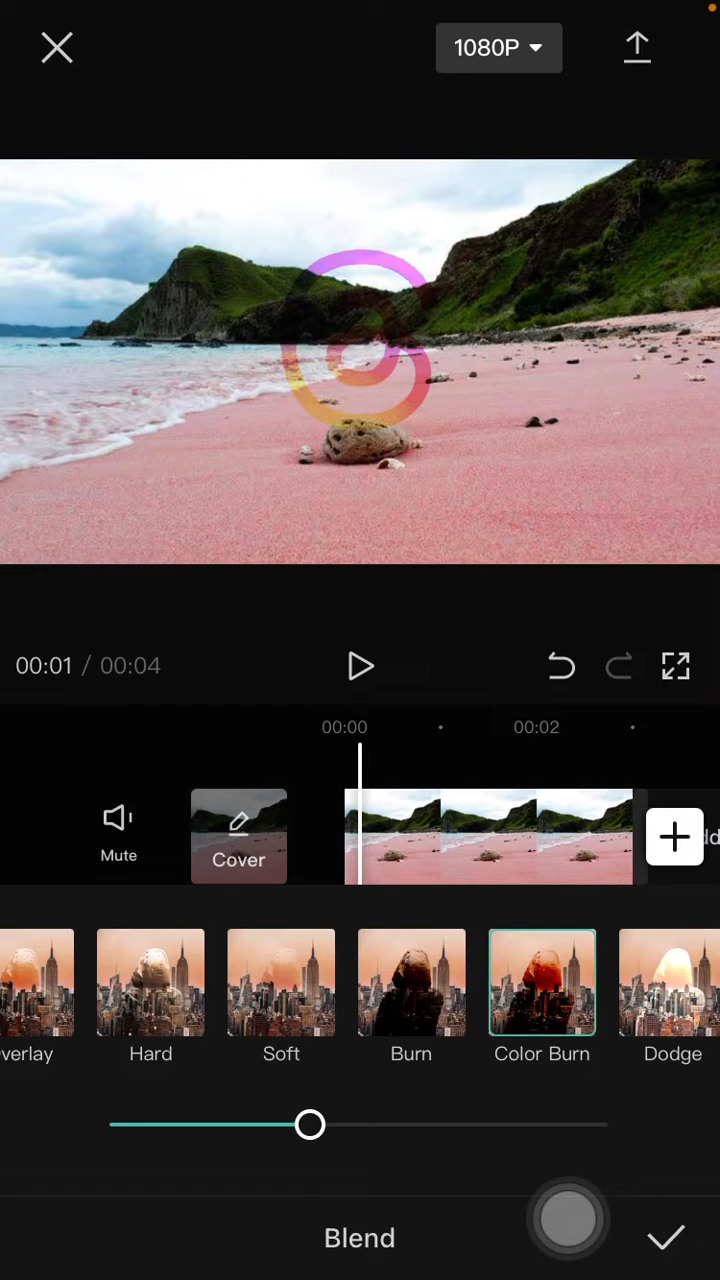 1080P
00:01 / 00:04
00:00
00:02
Mute
Cover
dd
verlay
Hard
Soft
Burn
Color Burn
Dodge
Blend